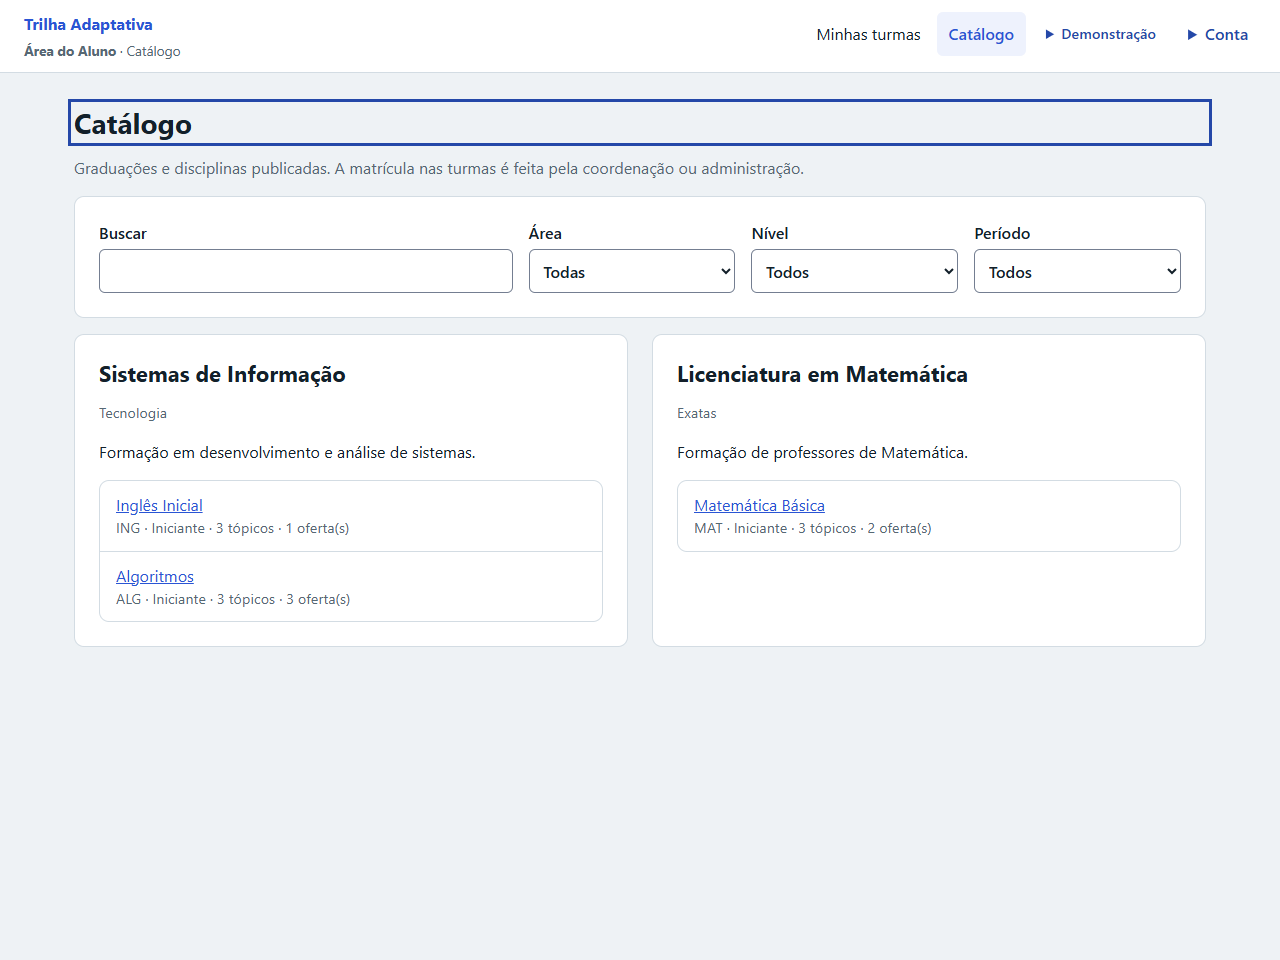 Trilha Adaptativa
Área do Aluno · Catálogo
Minhas turmas
Catálogo
Demonstração
Conta
Catálogo
Graduações e disciplinas publicadas. A matrícula nas turmas é feita pela coordenação ou administração.
Buscar
Área
Nível
Período
Todas
Todos
Todos
Sistemas de Informação
Tecnologia
Formação em desenvolvimento e análise de sistemas.
Inglês Inicial
ING · Iniciante · 3 tópicos · 1 oferta(s)
Algoritmos
ALG · Iniciante · 3 tópicos · 3 oferta(s)
Licenciatura em Matemática
Exatas
Formação de professores de Matemática.
Matemática Básica
MAT · Iniciante · 3 tópicos · 2 oferta(s)